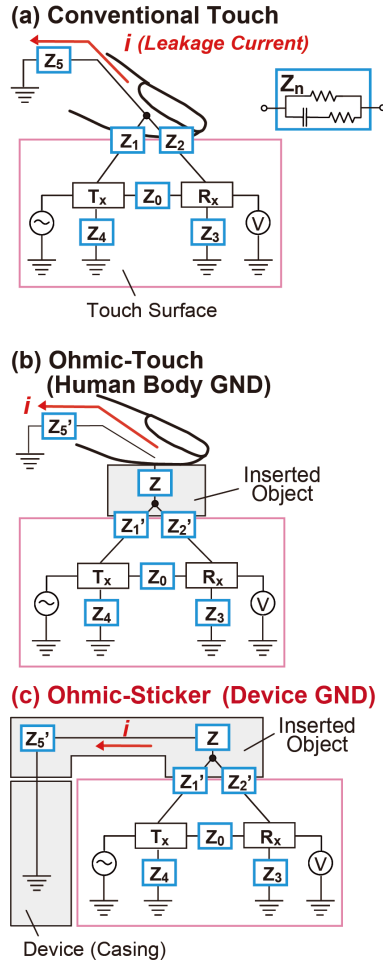 (a) Conventional Touch
i (Leakage Current)
Z5
Zn
Z1 Z2
Tx Z0 Rx
V
Z4 Z3
Touch Surface
(b) Ohmic-Touch
(Human Body GND)
i
Z5'
Inserted
Object
Z
Z1' Z2'
Tx Z0 Rx
V
Z4 Z3
(c) Ohmic-Sticker (Device GND)
Inserted
Object
Z5' i Z
Z1' Z2'
Tx Z0 Rx
V
Z4 Z3
Device (Casing)